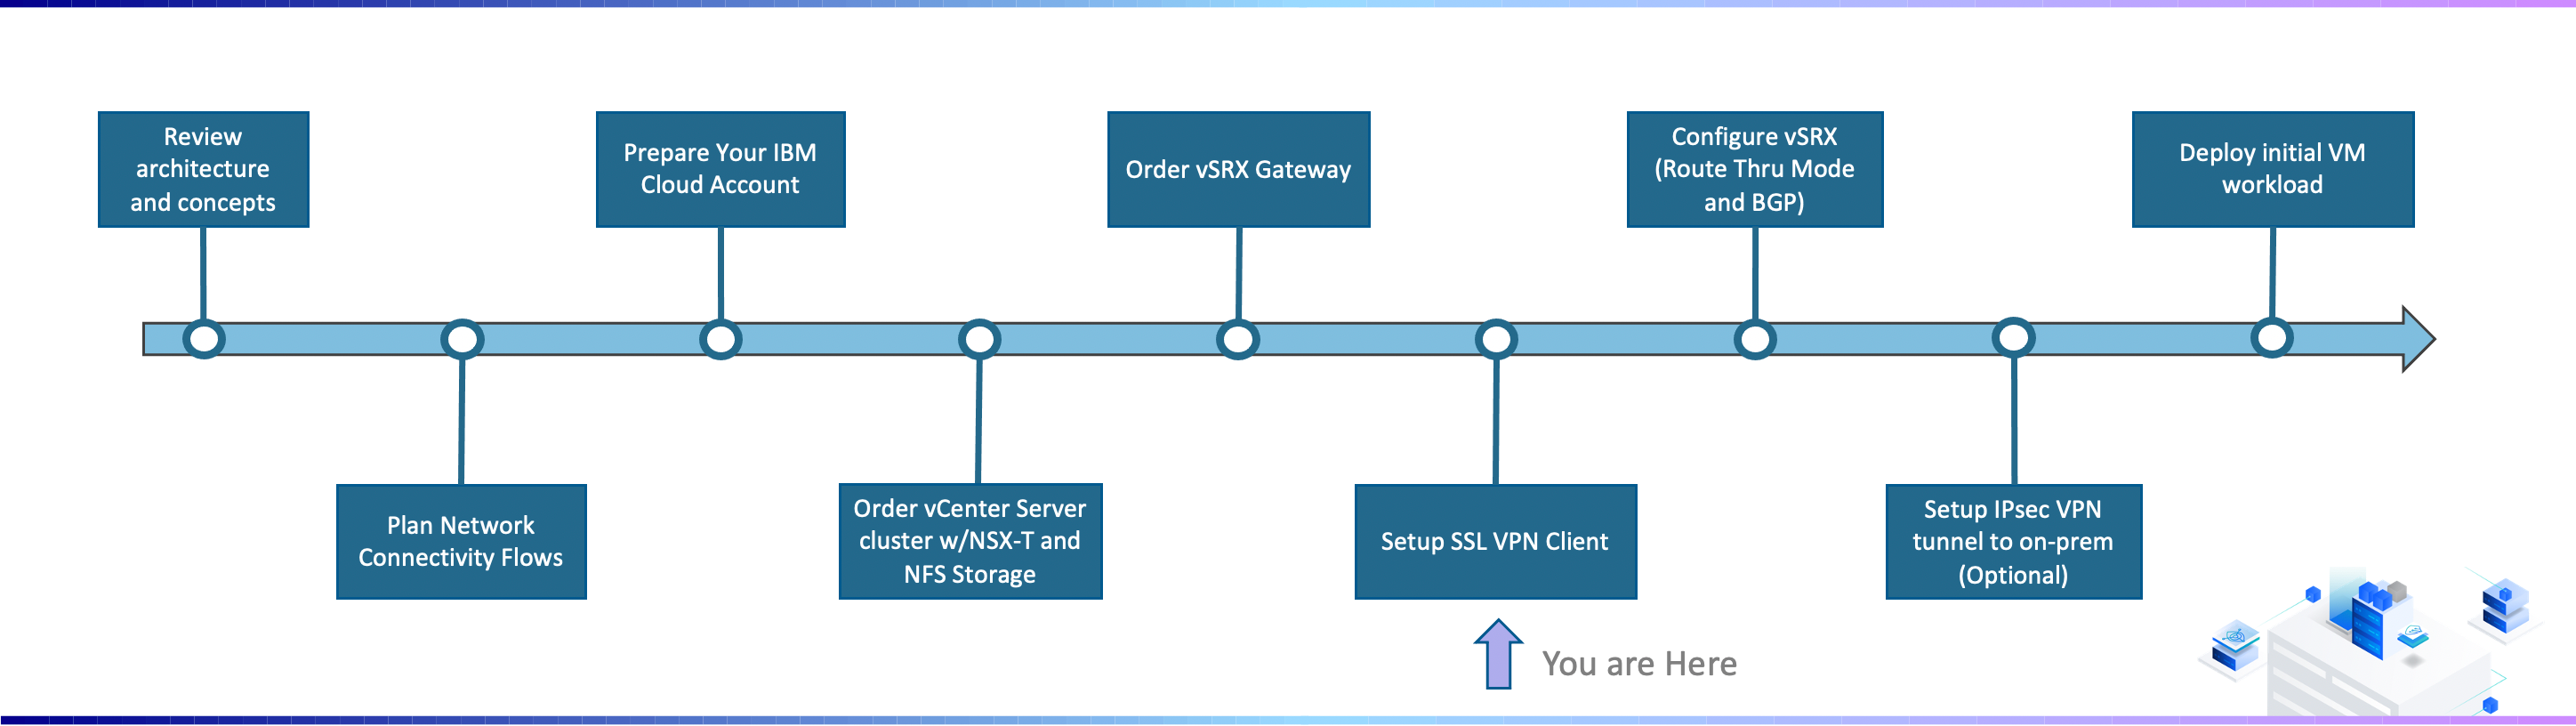 Review
architecture
and concepts
Plan Network
Connectivity Flows
Prepare Your IBM
Cloud Account
Order vCenter Server
cluster w/NSX-T and
NFS Storage
Order vSRX Gateway
Setup SSL VPN Client
Configure vSRX
(Route Thru Mode
and BGP)
Setup IPsec VPN
tunnel to on-prem
(Optional)
Deploy initial VM
workload
You are Here